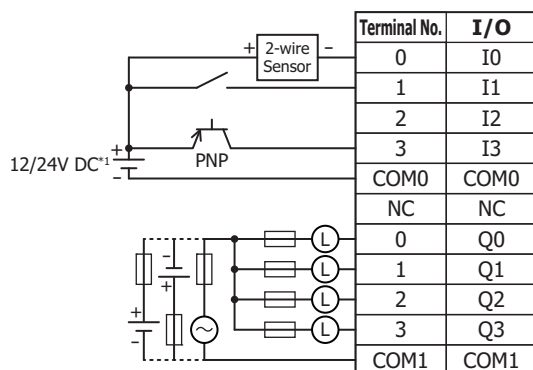 Terminal No. I/O
+ 2-wire Sensor − 0 I0
1 I1
2 I2
+ PNP 3 I3
12/24V DC*1
− COM0 COM0
NC NC
L 0 Q0
− + L 1 Q1
L 2 Q2
+ − L 3 Q3
COM1 COM1